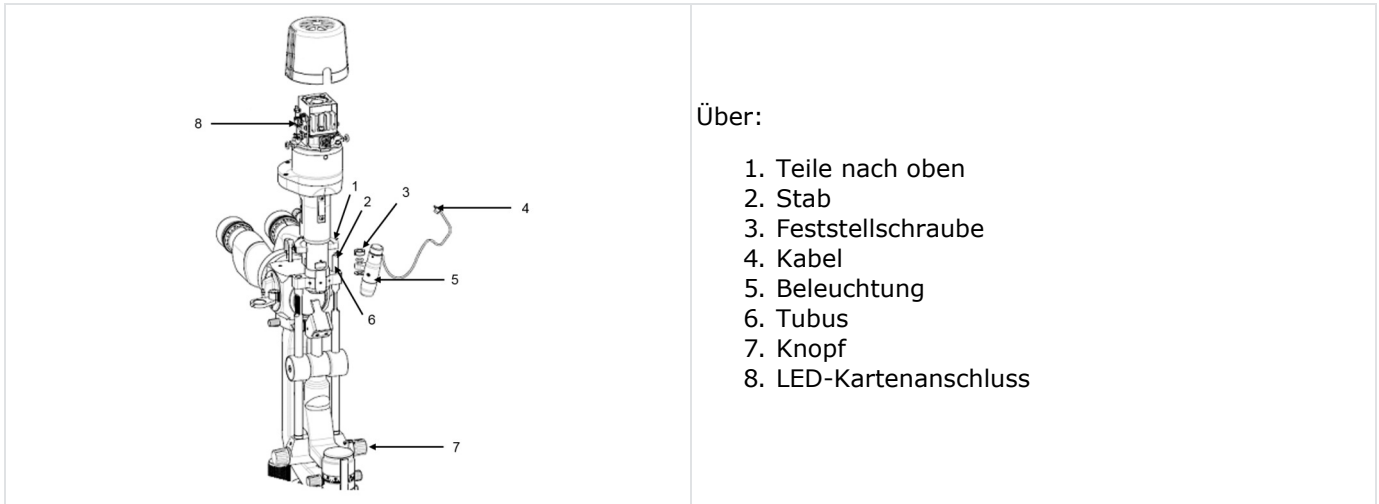 8
1
2
3
4
5
6
7
Über:
1. Teile nach oben
2. Stab
3. Feststellschraube
4. Kabel
5. Beleuchtung
6. Tubus
7. Knopf
8. LED-Kartenanschluss